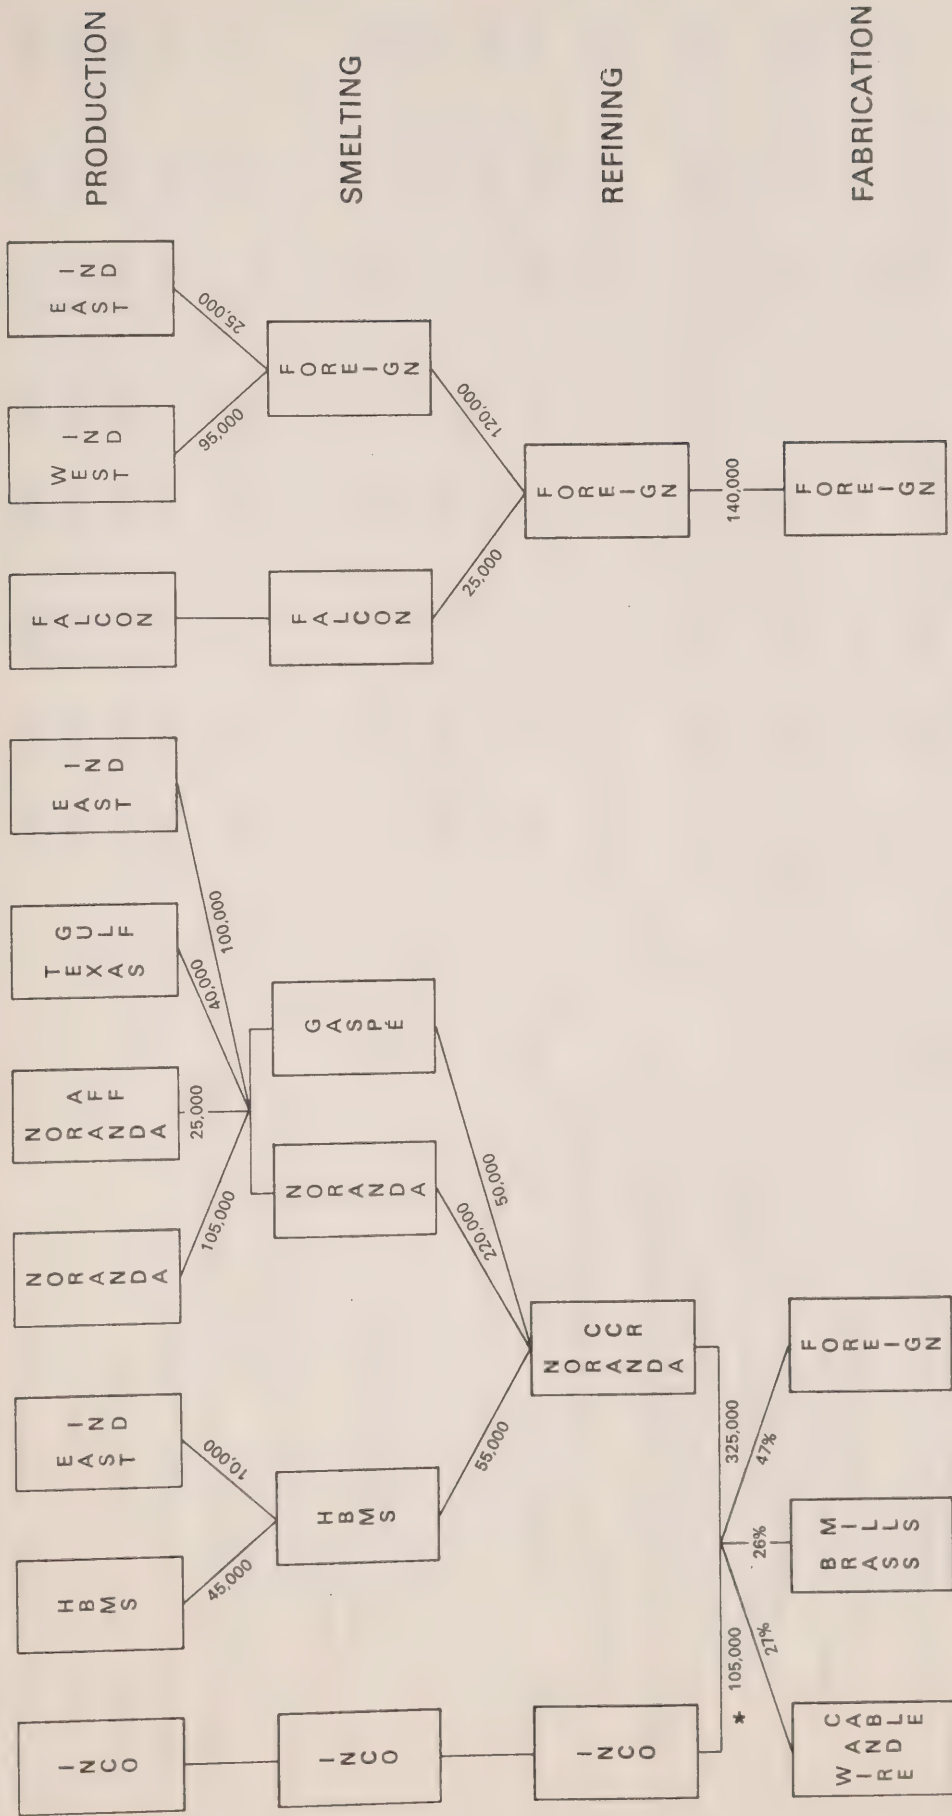 PRODUCTION
INCO
HBMS
EAST IND
NORANDA
NORANDA AFF
TEXAS GULF
EAST IND
FALCON
WEST IND
EAST IND
45,000
10,000
105,000
25,000
40,000
100,000
95,000
25,000
SMELTING
INCO
HBMS
NORANDA
GASPÉ
FALCON
FOREIGN
55,000
220,000
50,000
25,000
120,000
REFINING
INCO
NORANDA CCR
FOREIGN
* 105,000
325,000
140,000
27%
26%
47%
FABRICATION
WIRE AND CABLE
BRASS MILLS
FOREIGN
FOREIGN